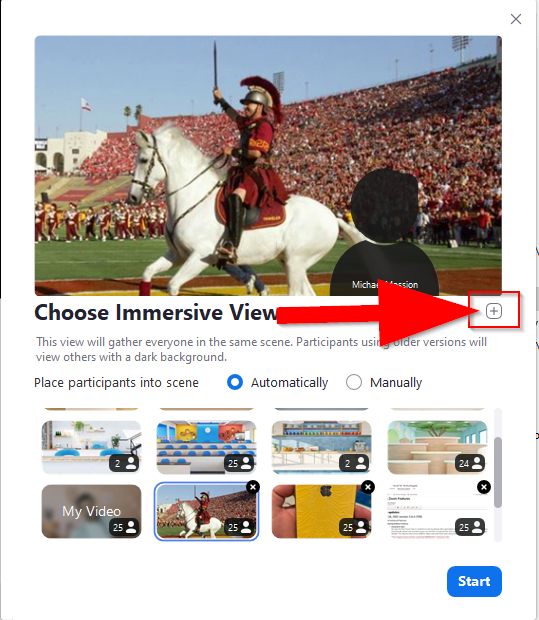 Michael Mossion
Choose Immersive View
This view will gather everyone in the same scene. Participants using older versions will
view others with a dark background.
Place participants into scene
Automatically
Manually
2
25
2
24
My Video
25
25
25
25
Start